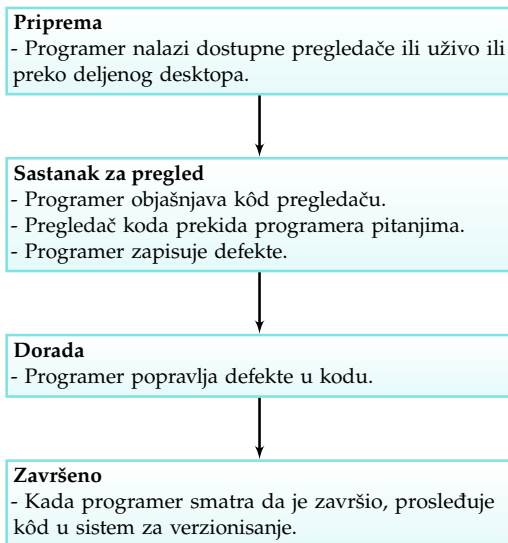 Priprema
- Programer nalazi dostupne pregledače ili uživo ili
preko deljenog desktopa.
Sastanak za pregled
- Programer objašnjava kôd pregledaču.
- Pregledač koda prekida programera pitanjima.
- Programer zapisuje defekte.
Dorada
- Programer popravlja defekte u kodu.
Završeno
- Kada programer smatra da je završio, prosleđuje
kôd u sistem za verzionisanje.